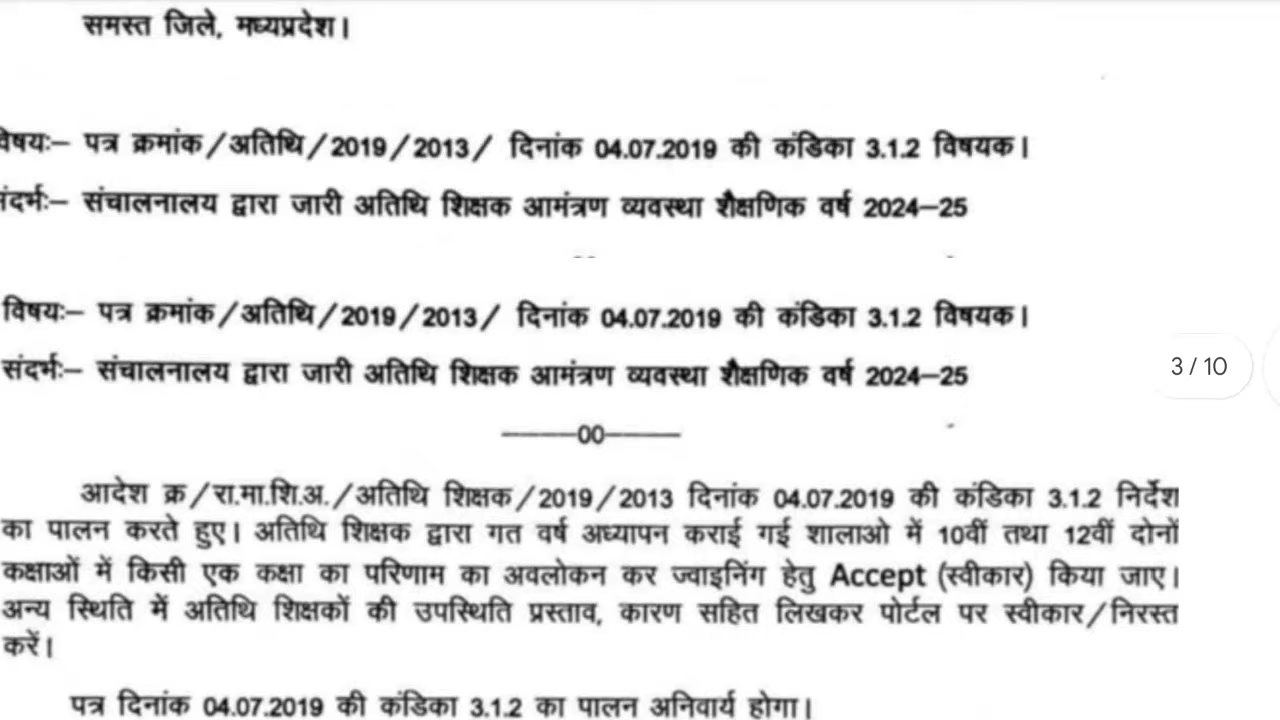 समस्त जिले, मध्यप्रदेश।
वेषयः– पत्र क्रमांक/अतिथि/2019/2013/ दिनांक 04.07.2019 की कंडिका 3.1.2 विषयक।
संदर्भः– संचालनालय द्वारा जारी अतिथि शिक्षक आमंत्रण व्यवस्था शैक्षणिक वर्ष 2024–25
विषयः– पत्र क्रमांक/अतिथि/2019/2013/ दिनांक 04.07.2019 की कंडिका 3.1.2 विषयक।
संदर्भः– संचालनालय द्वारा जारी अतिथि शिक्षक आमंत्रण व्यवस्था शैक्षणिक वर्ष 2024–25
3 / 10
———00———
आदेश क्र/रा.मा.शि.अ./अतिथि शिक्षक/2019/2013 दिनांक 04.07.2019 की कंडिका 3.1.2 निर्देश
का पालन करते हुए। अतिथि शिक्षक द्वारा गत वर्ष अध्यापन कराई गई शालाओ में 10वीं तथा 12वीं दोनों
कक्षाओं में किसी एक कक्षा का परिणाम का अवलोकन कर ज्वाइनिंग हेतु Accept (स्वीकार) किया जाए।
अन्य स्थिति में अतिथि शिक्षकों की उपस्थिति प्रस्ताव, कारण सहित लिखकर पोर्टल पर स्वीकार/निरस्त
करें।
पत्र दिनांक 04.07.2019 की कंडिका 3.1.2 का पालन अनिवार्य होगा।